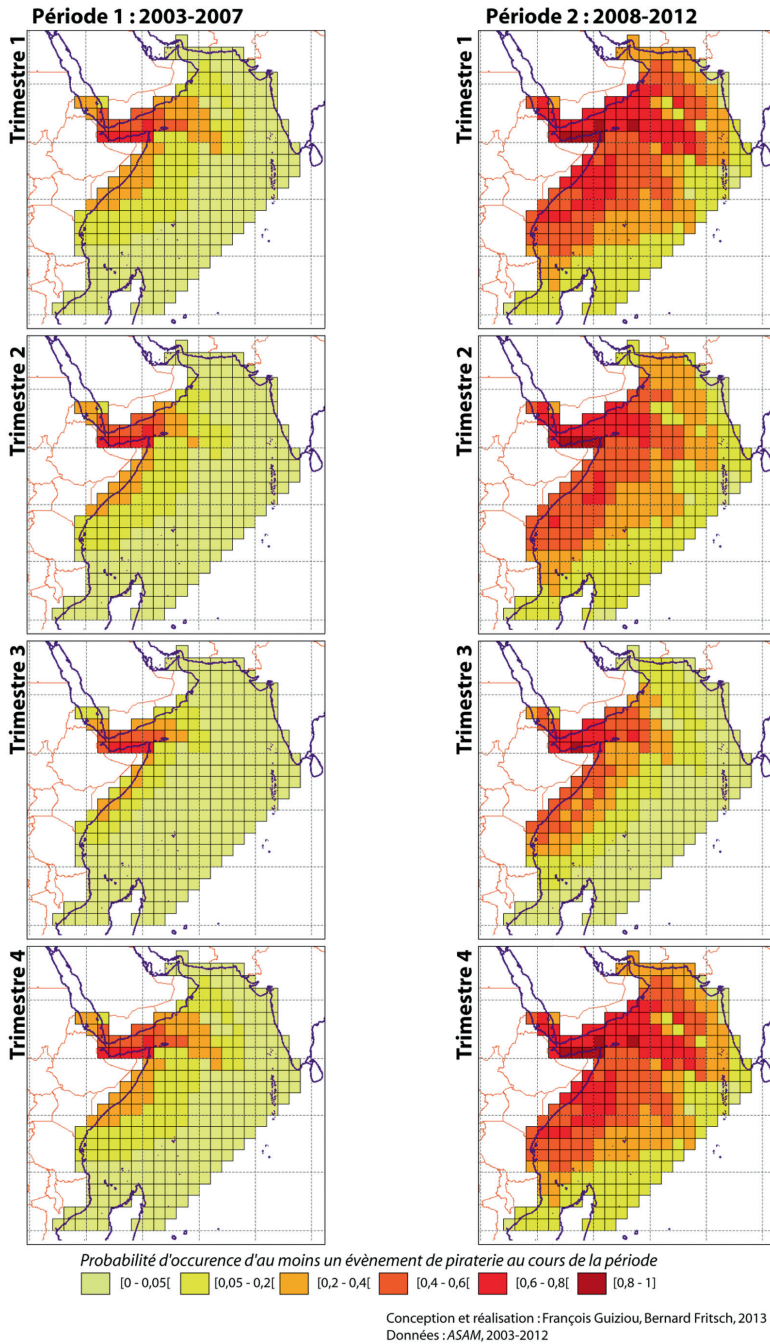 Période 1 : 2003-2007
Période 2 : 2008-2012
Trimestre 1
Trimestre 1
Trimestre 2
Trimestre 2
Trimestre 3
Trimestre 3
Trimestre 4
Trimestre 4
Probabilité d'occurence d'au moins un évènement de piraterie au cours de la période
[0 - 0,05[ [0,05 - 0,2[ [0,2 - 0,4[ [0,4 - 0,6[ [0,6 - 0,8[ [0,8 - 1]
Conception et réalisation : François Guiziou, Bernard Fritsch, 2013
Données : ASAM, 2003-2012